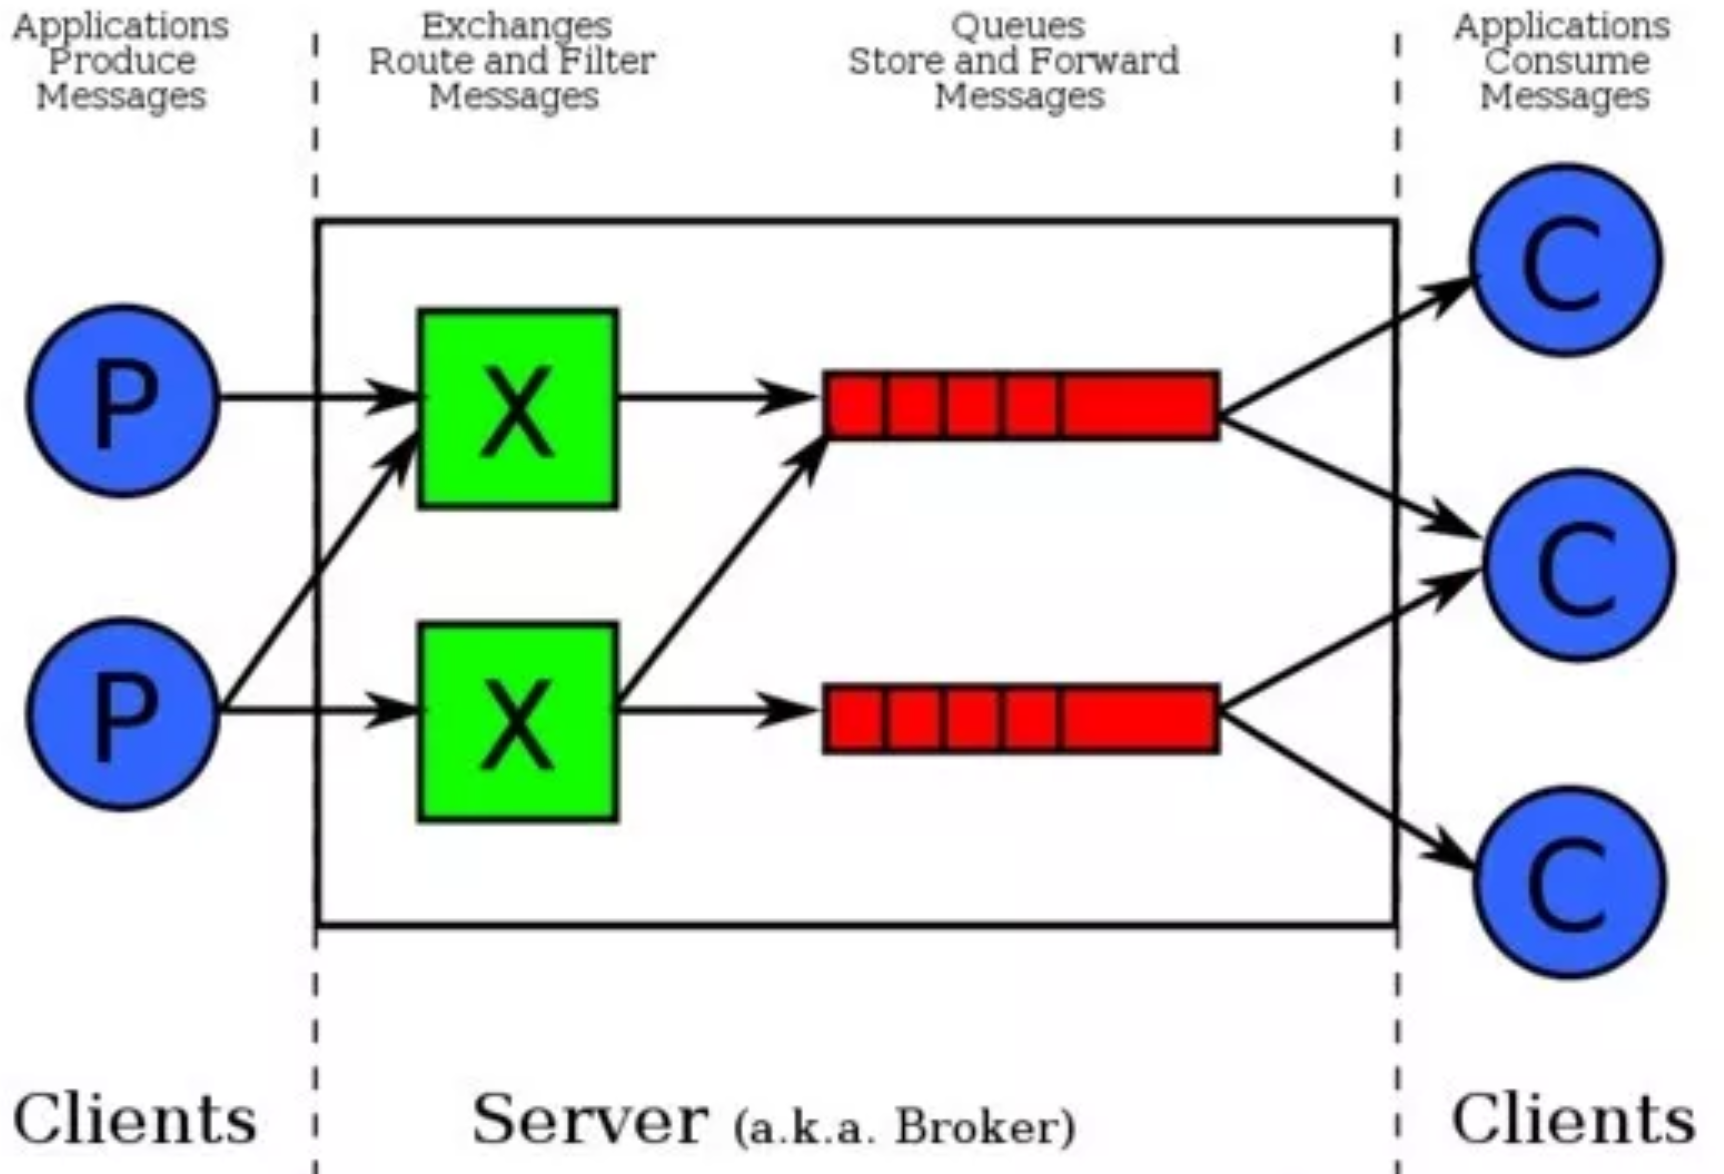 Applications
Produce
Messages
Exchanges
Route and Filter
Messages
Queues
Store and Forward
Messages
Applications
Consume
Messages
P
P
X
X
C
C
C
Clients
Server (a.k.a. Broker)
Clients